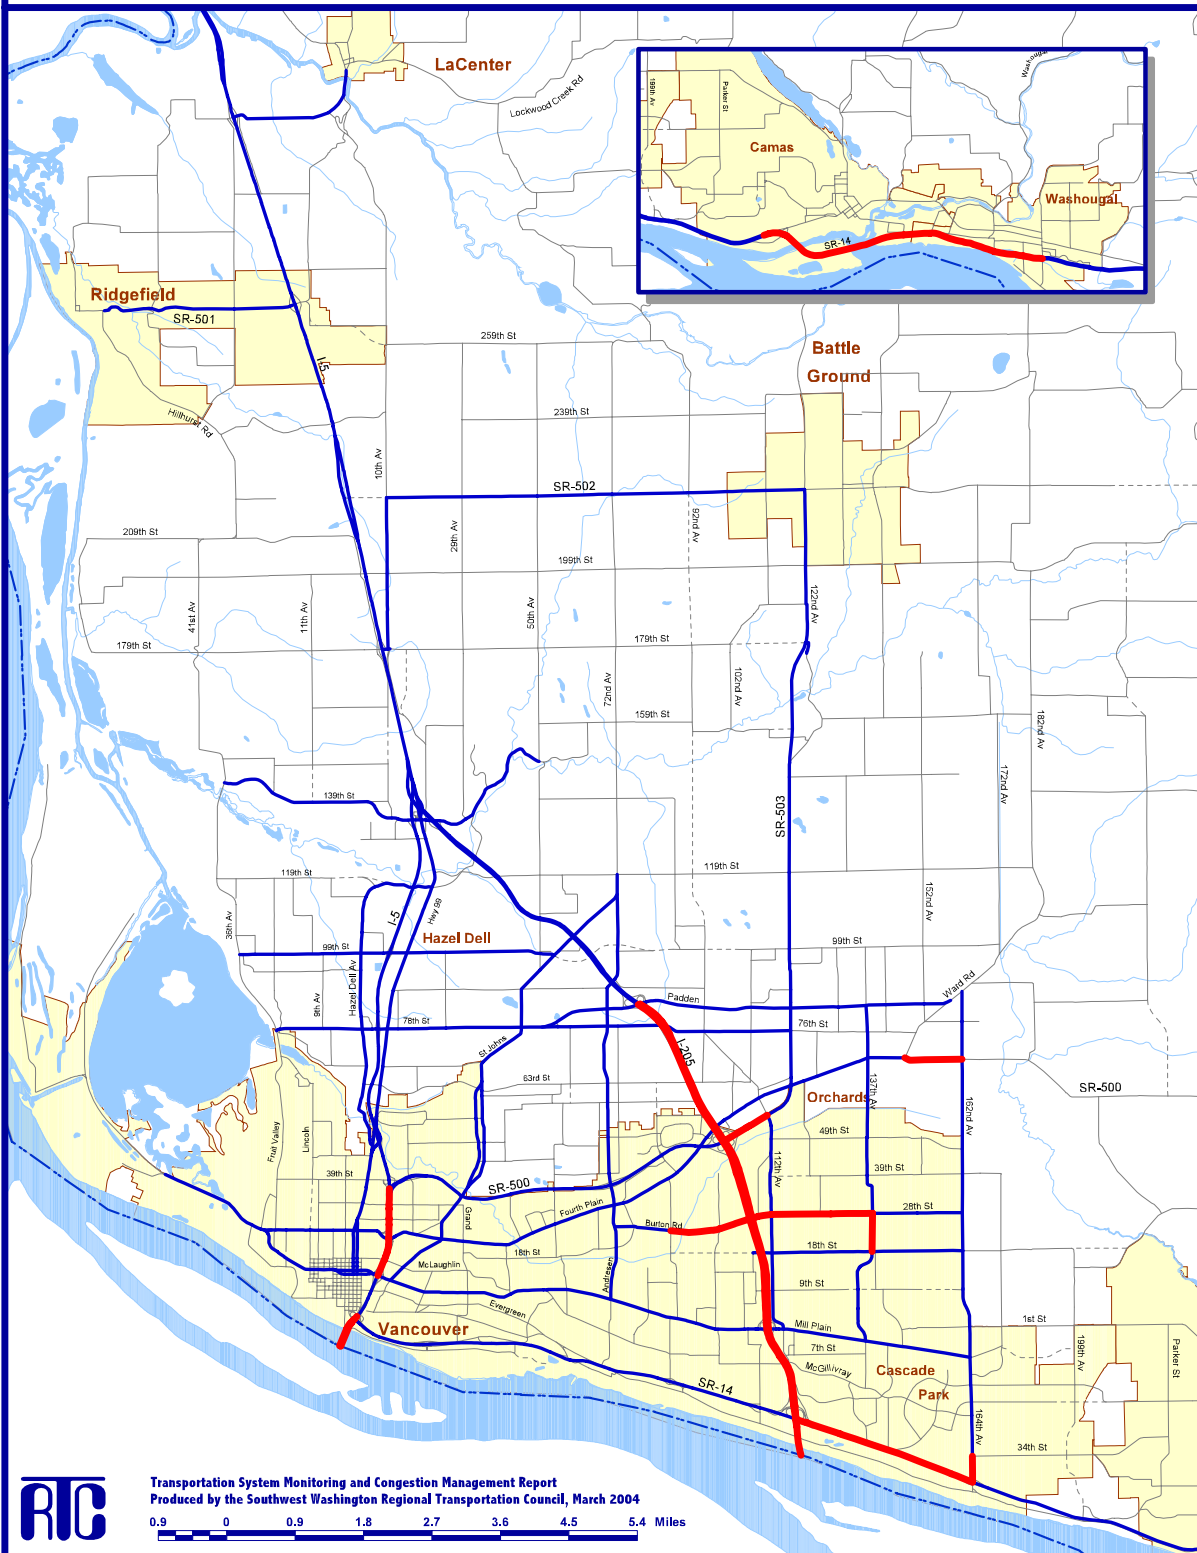 LaCenter
Lockwood Creek Rd
Washougal
199th Av
Parker St
Camas
Washougal
SR-14
Ridgefield
SR-501
I-5
Hillhurst Rd
259th St
Battle
Ground
239th St
10th Av
SR-502
209th St
29th Av
92nd Av
199th St
41st Av
11th Av
50th Av
122nd Av
179th St
179th St
72nd Av
102nd Av
159th St
182nd Av
172nd Av
139th St
SR-503
119th St
119th St
I-5
Hwy 99
152nd Av
36th Av
Hazel Dell
99th St
99th St
9th Av
Hazel Dell Av
Ward Rd
Padden
78th St
76th St
St Johns
I-205
63rd St
137th Av
SR-500
Orchards
162nd Av
Fruit Valley
Lincoln
49th St
39th St
112th Av
39th St
SR-500
Grand
Fourth Plain
28th St
Burton Rd
18th St
18th St
McLaughlin
Andresen
9th St
Evergreen
Mill Plain
1st St
Vancouver
7th St
199th Av
Parker St
McGillivray
Cascade
Park
SR-14
164th Av
34th St
RTC
Transportation System Monitoring and Congestion Management Report
Produced by the Southwest Washington Regional Transportation Council, March 2004
0.9 0 0.9 1.8 2.7 3.6 4.5 5.4 Miles